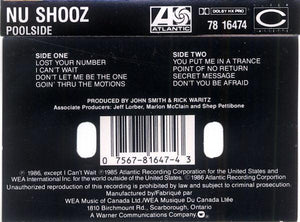 NU SHOOZ
POOLSIDE
ATLANTIC
DOLBY HX PRO
78 16474
SIDE ONE
LOST YOUR NUMBER
I CAN'T WAIT
DON'T LET ME BE THE ONE
GOIN' THRU THE MOTIONS
SIDE TWO
YOU PUT ME IN A TRANCE
POINT OF NO RETURN
SECRET MESSAGE
DON'T YOU BE AFRAID
PRODUCED BY JOHN SMITH & RICK WARITZ
Associate Producers: Jeff Lorber, Marlon McClain and Shep Pettibone
0 7567-81647-4 3
℗ 1986, except I Can't Wait ℗ 1985 Atlantic Recording Corporation for the United States and
WEA International Inc. for the world outside of the United States. © 1986 Atlantic Recording Corporation
Unauthorized reproduction of this recording is prohibited by law and subject to criminal prosecution.
Manufactured by/Fabriqué par
WEA Music of Canada Ltd./WEA Musique Du Canada Ltée
1810 Birchmount Rd., Scarborough, Ontario
A Warner Communications Company